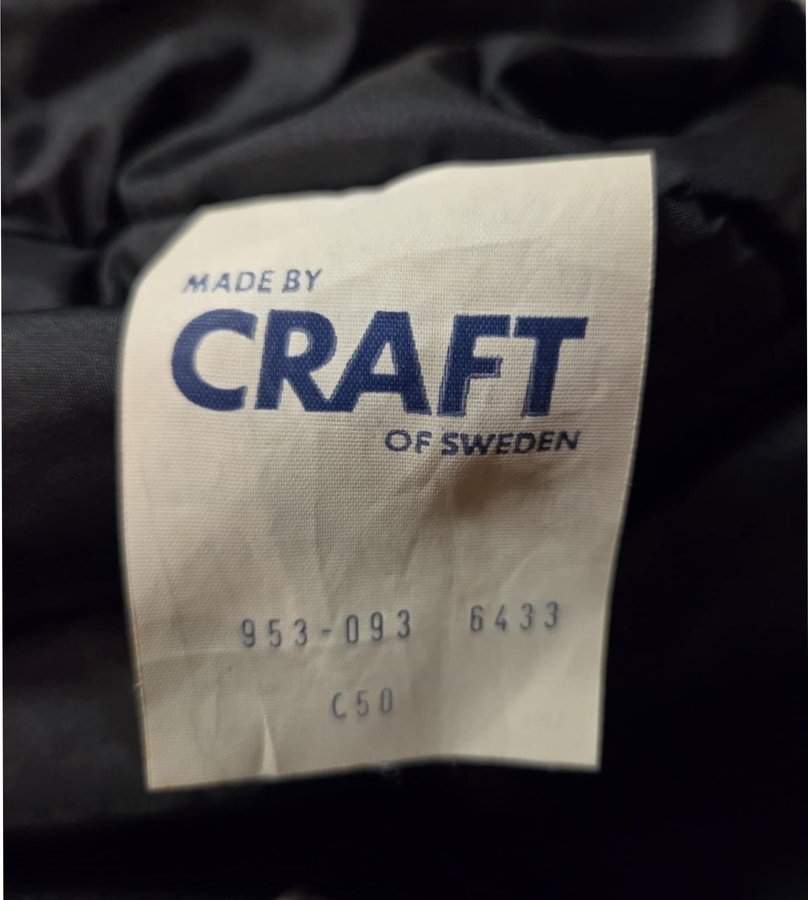 MADE BY
CRAFT
OF SWEDEN
953-093 6433
C50